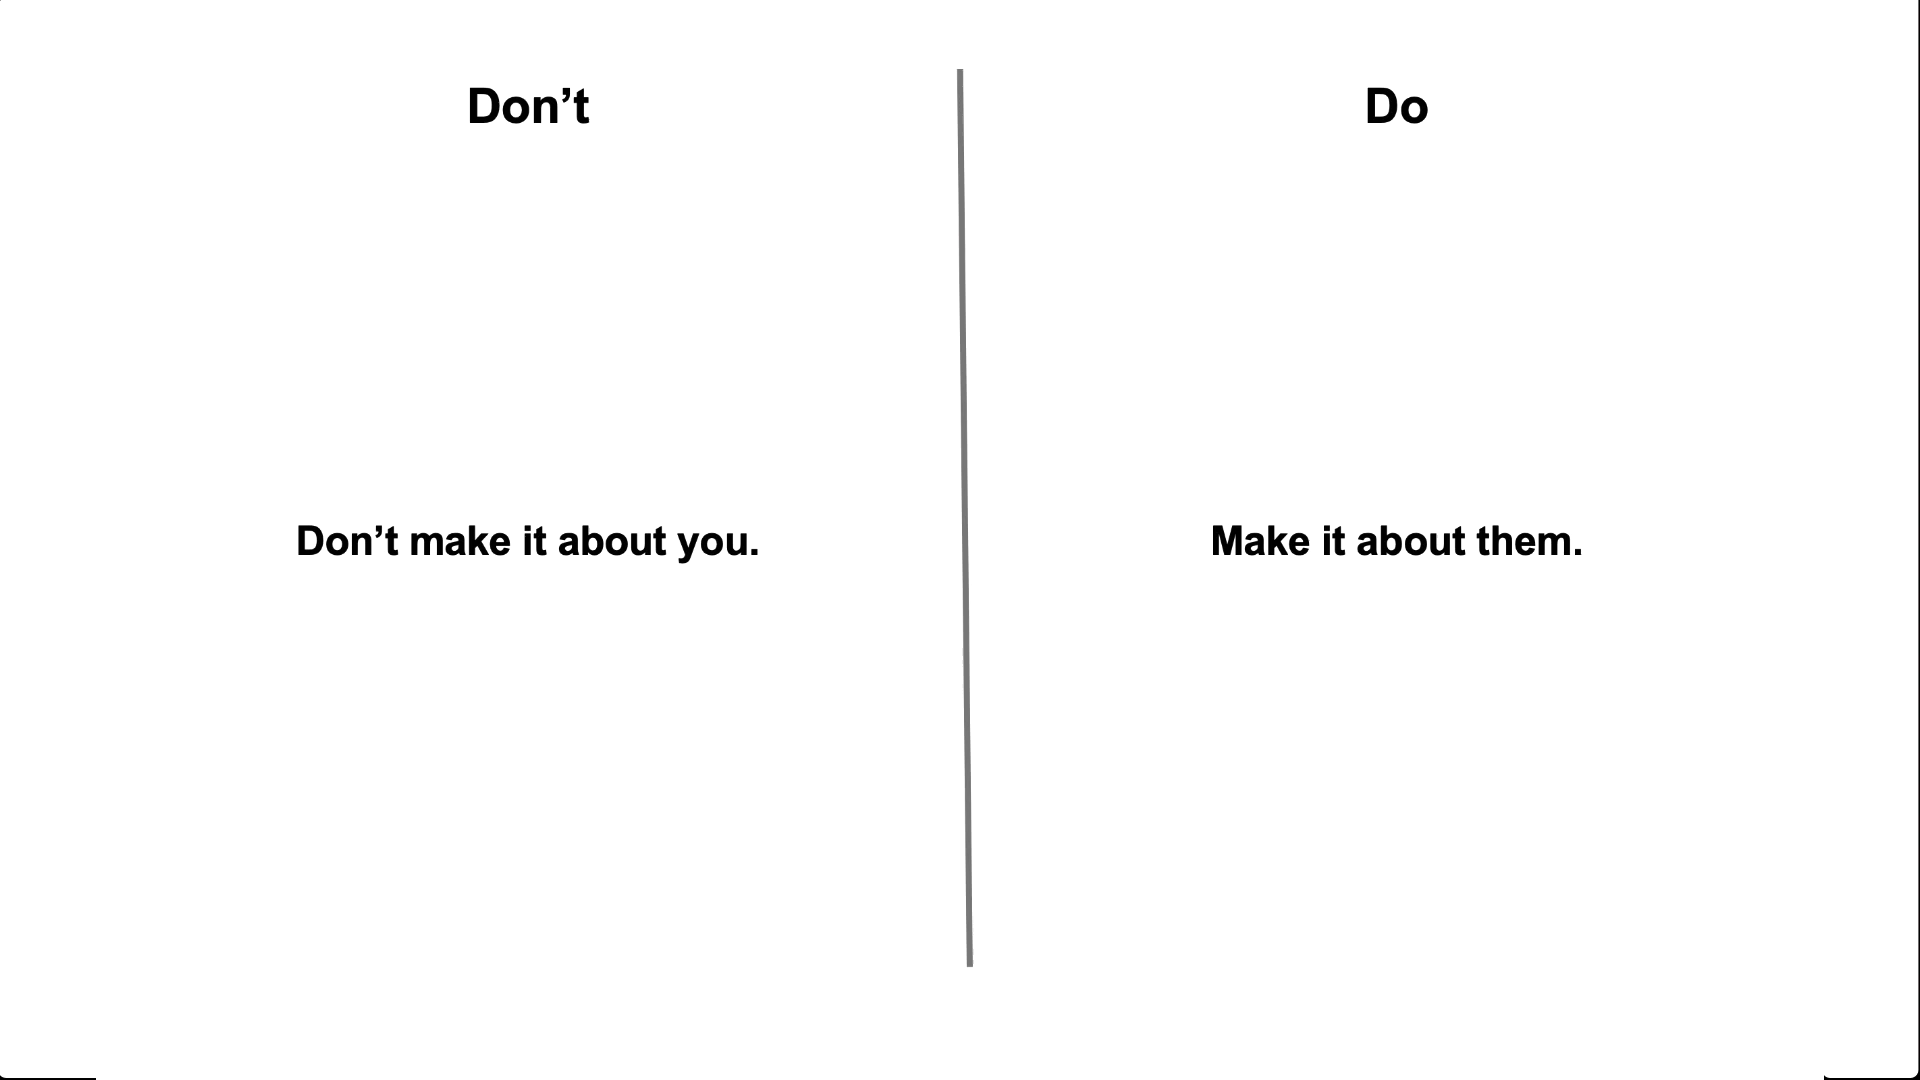 Don’t
Do
Don’t make it about you.
Make it about them.